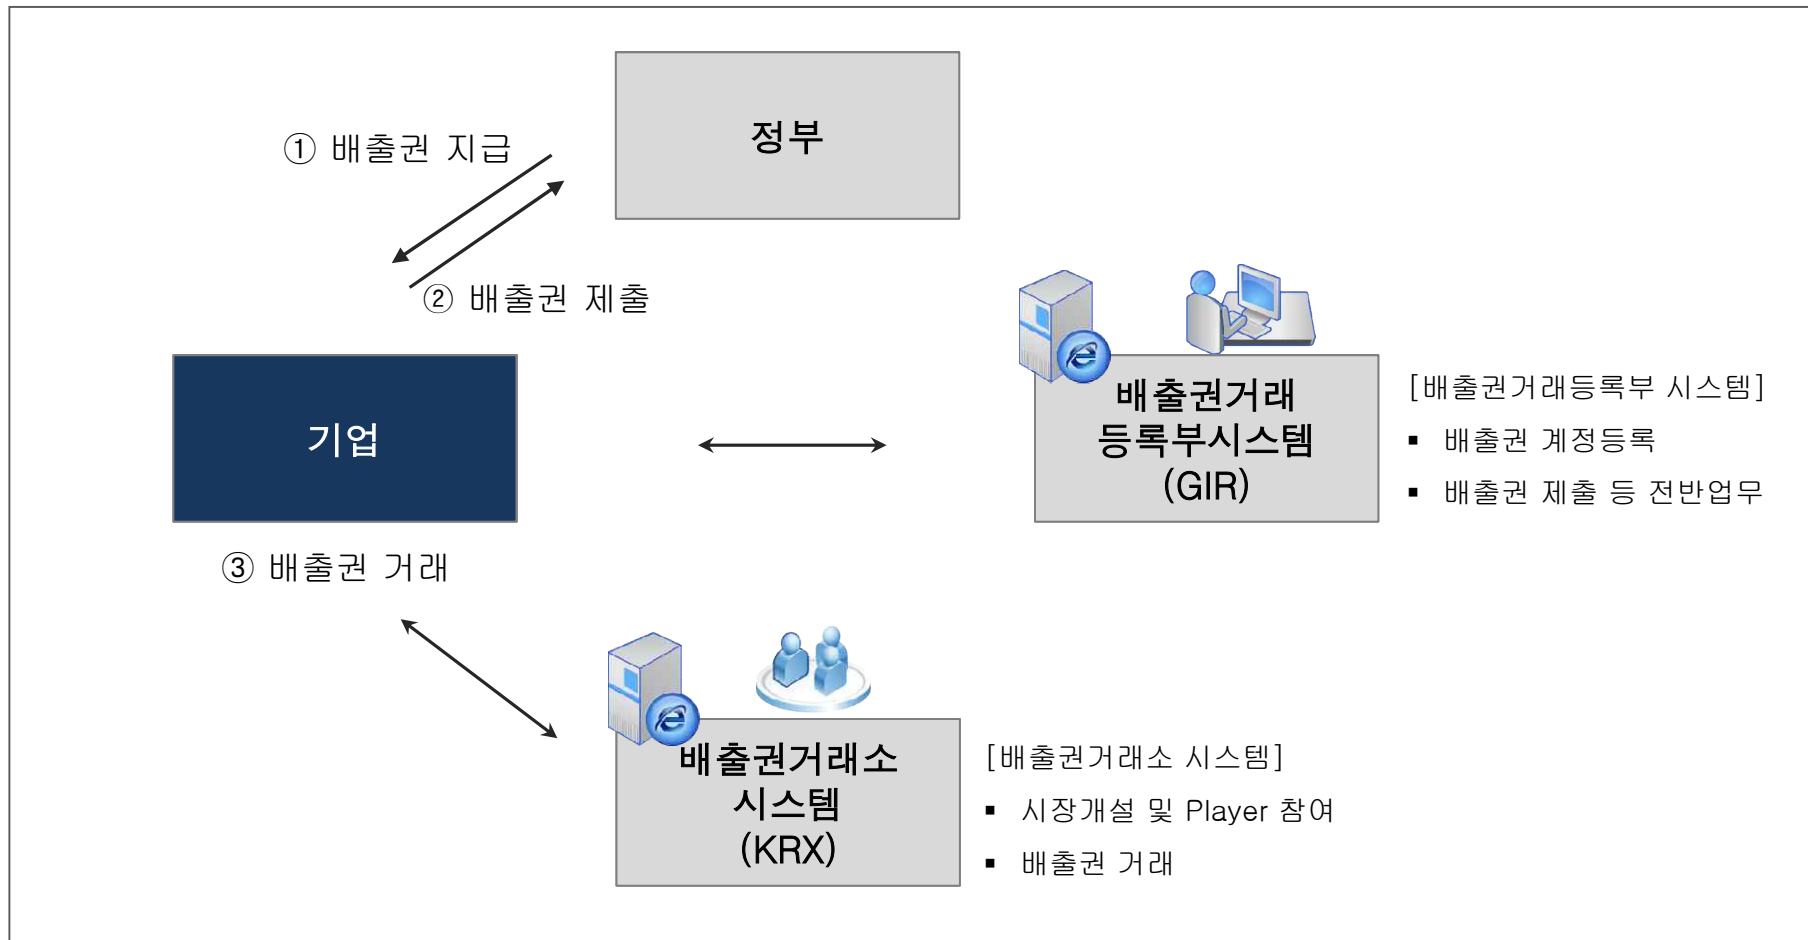 정부
① 배출권 지급
② 배출권 제출
기업
배출권거래
등록부시스템
(GIR)
[배출권거래등록부 시스템]
▪ 배출권 계정등록
▪ 배출권 제출 등 전반업무
③ 배출권 거래
배출권거래소
시스템
(KRX)
[배출권거래소 시스템]
▪ 시장개설 및 Player 참여
▪ 배출권 거래